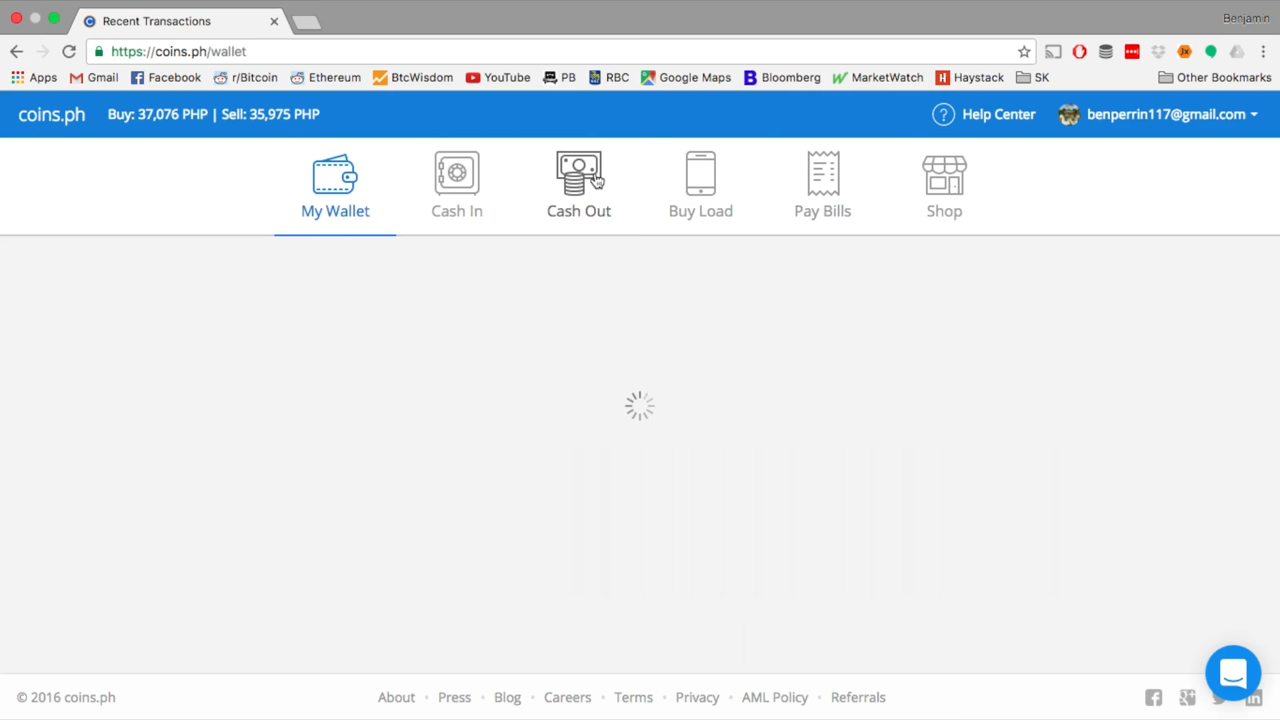 Recent Transactions
Benjamin
https://coins.ph/wallet
Apps Gmail Facebook r/Bitcoin Ethereum BtcWisdom YouTube PB RBC Google Maps Bloomberg MarketWatch Haystack SK Other Bookmarks
coins.ph Buy: 37,076 PHP | Sell: 35,975 PHP ? Help Center benperrin117@gmail.com
My Wallet Cash In Cash Out Buy Load Pay Bills Shop
© 2016 coins.ph About • Press • Blog • Careers • Terms • Privacy • AML Policy • Referrals